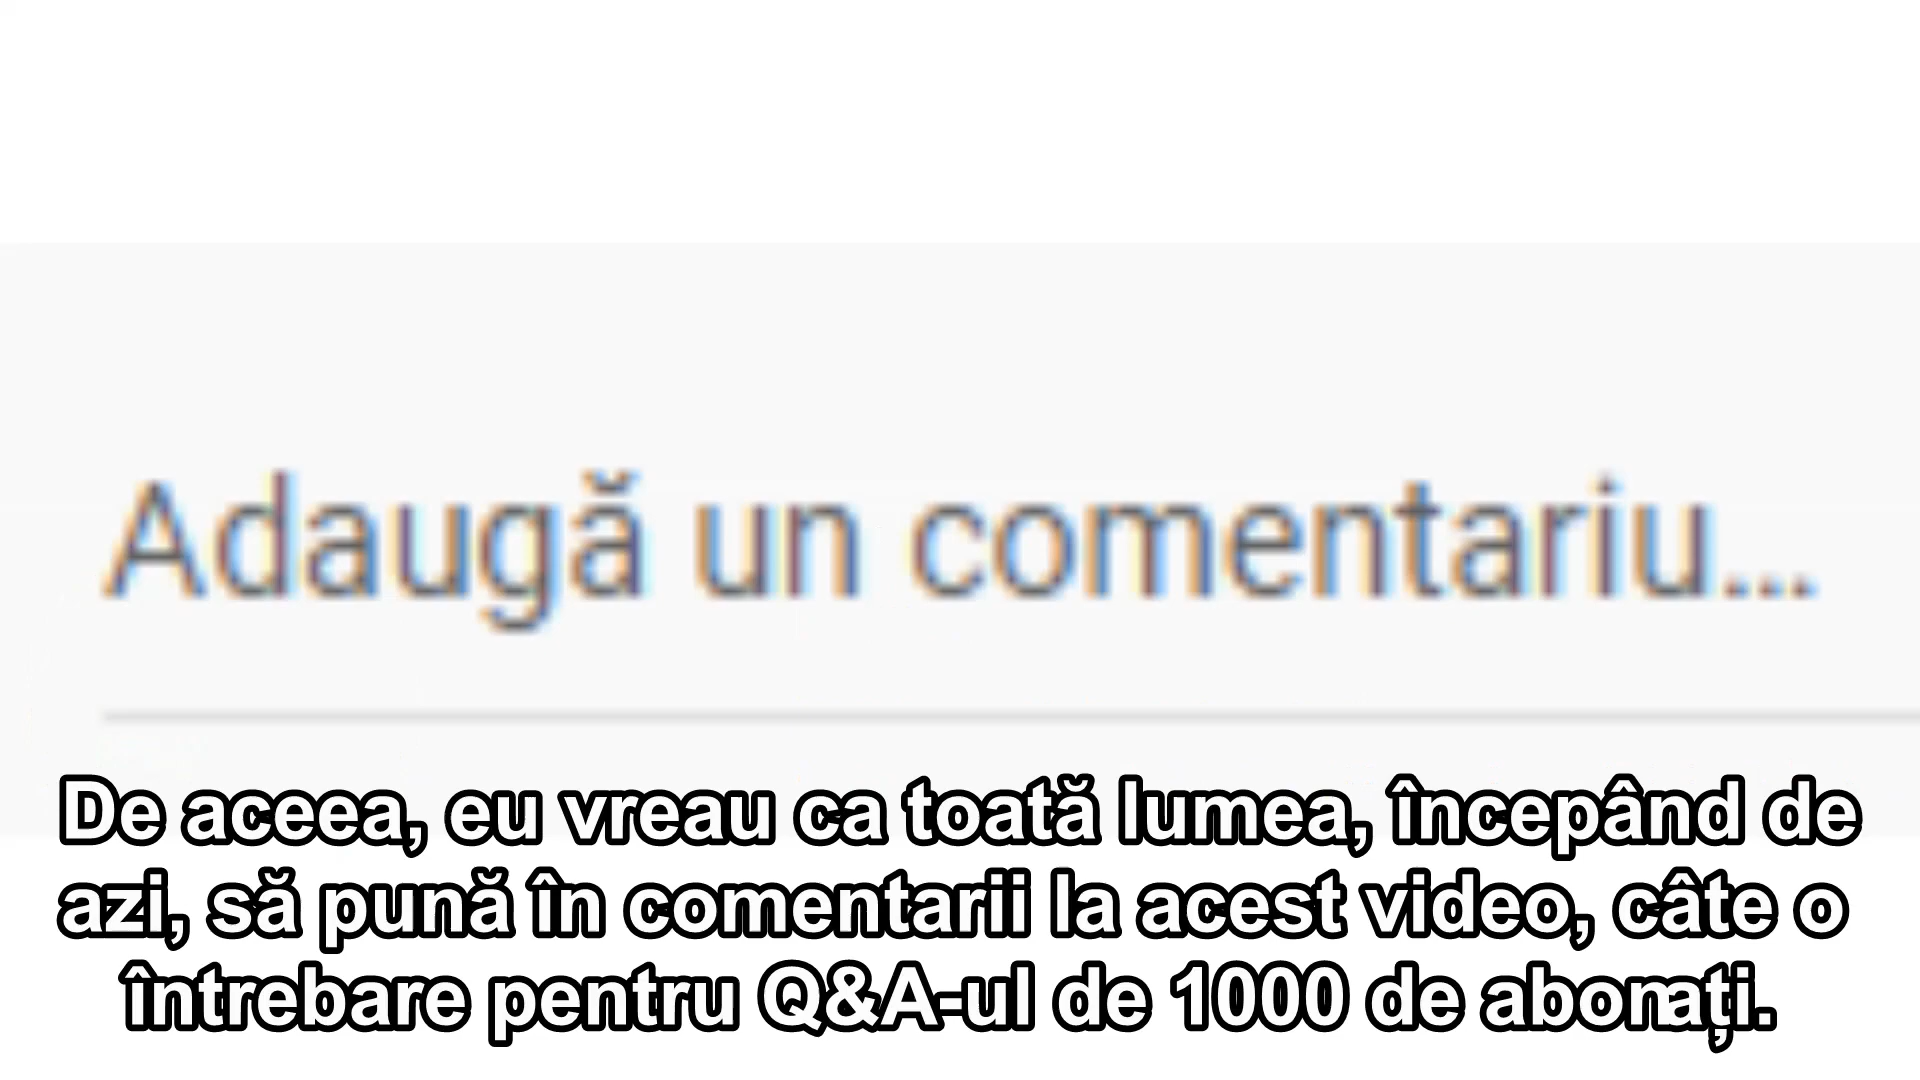 Adaugă un comentariu...
De aceea, eu vreau ca toată lumea, începând de
azi, să pună în comentarii la acest video, câte o
întrebare pentru Q&A-ul de 1000 de abonați.